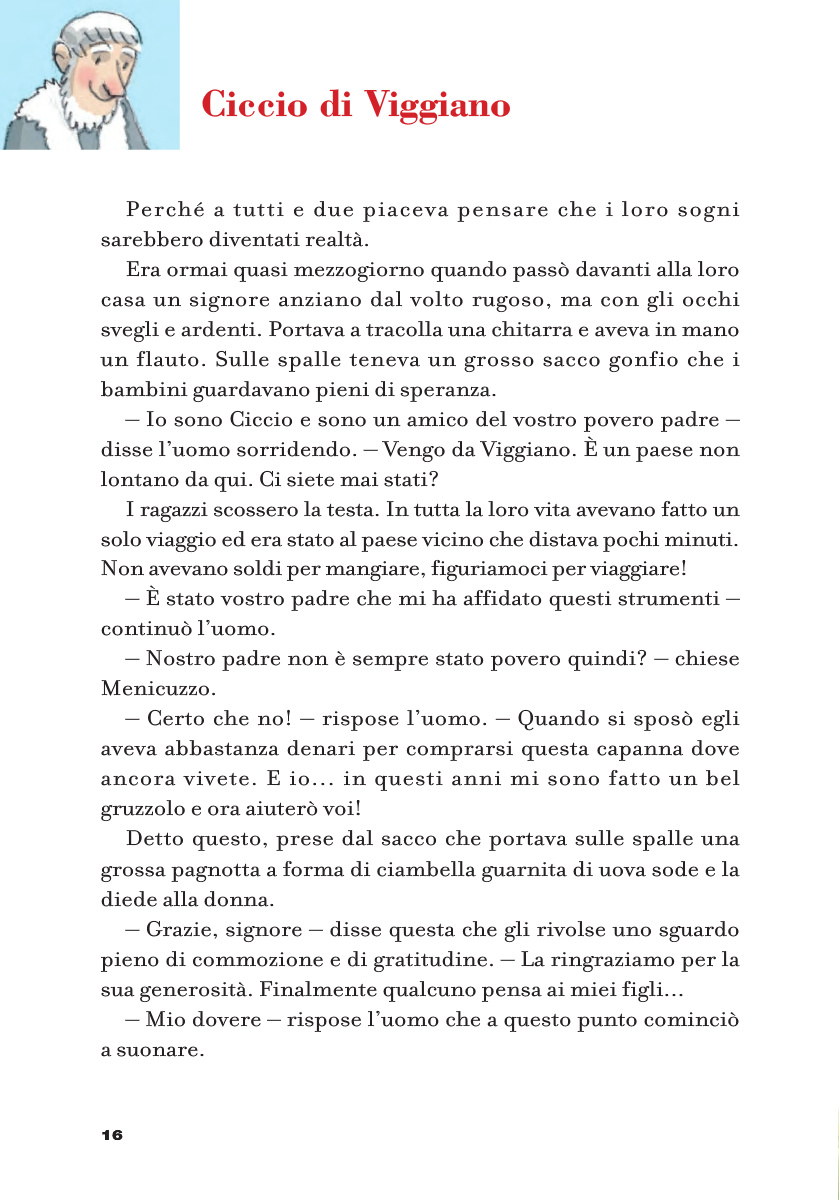 Ciccio di Viggiano
Perché a tutti e due piaceva pensare che i loro sogni
sarebbero diventati realtà.
Era ormai quasi mezzogiorno quando passò davanti alla loro
casa un signore anziano dal volto rugoso, ma con gli occhi
svegli e ardenti. Portava a tracolla una chitarra e aveva in mano
un flauto. Sulle spalle teneva un grosso sacco gonfio che i
bambini guardavano pieni di speranza.
– Io sono Ciccio e sono un amico del vostro povero padre –
disse l’uomo sorridendo. – Vengo da Viggiano. È un paese non
lontano da qui. Ci siete mai stati?
I ragazzi scossero la testa. In tutta la loro vita avevano fatto un
solo viaggio ed era stato al paese vicino che distava pochi minuti.
Non avevano soldi per mangiare, figuriamoci per viaggiare!
– È stato vostro padre che mi ha affidato questi strumenti –
continuò l’uomo.
– Nostro padre non è sempre stato povero quindi? – chiese
Menicuzzo.
– Certo che no! – rispose l’uomo. – Quando si sposò egli
aveva abbastanza denari per comprarsi questa capanna dove
ancora vivete. E io... in questi anni mi sono fatto un bel
gruzzolo e ora aiuterò voi!
Detto questo, prese dal sacco che portava sulle spalle una
grossa pagnotta a forma di ciambella guarnita di uova sode e la
diede alla donna.
– Grazie, signore – disse questa che gli rivolse uno sguardo
pieno di commozione e di gratitudine. – La ringraziamo per la
sua generosità. Finalmente qualcuno pensa ai miei figli...
– Mio dovere – rispose l’uomo che a questo punto cominciò
a suonare.
16